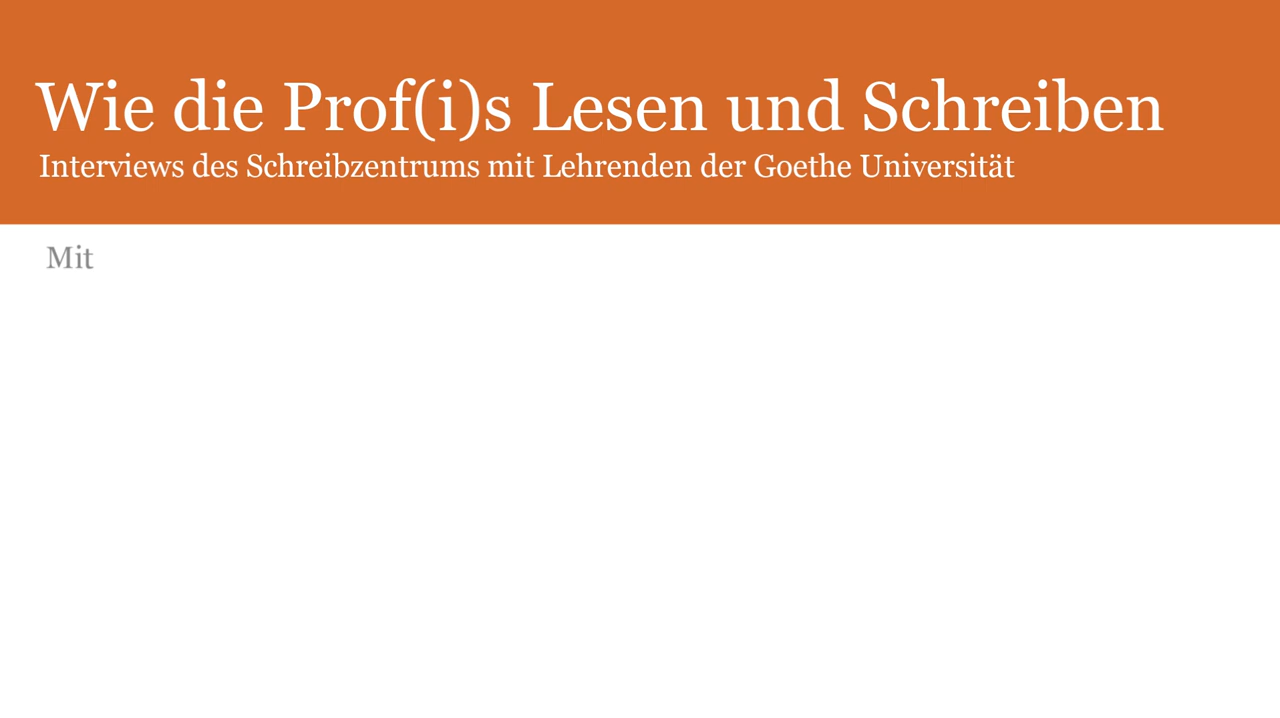 Wie die Prof(i)s Lesen und Schreiben
Interviews des Schreibzentrums mit Lehrenden der Goethe Universität
Mit